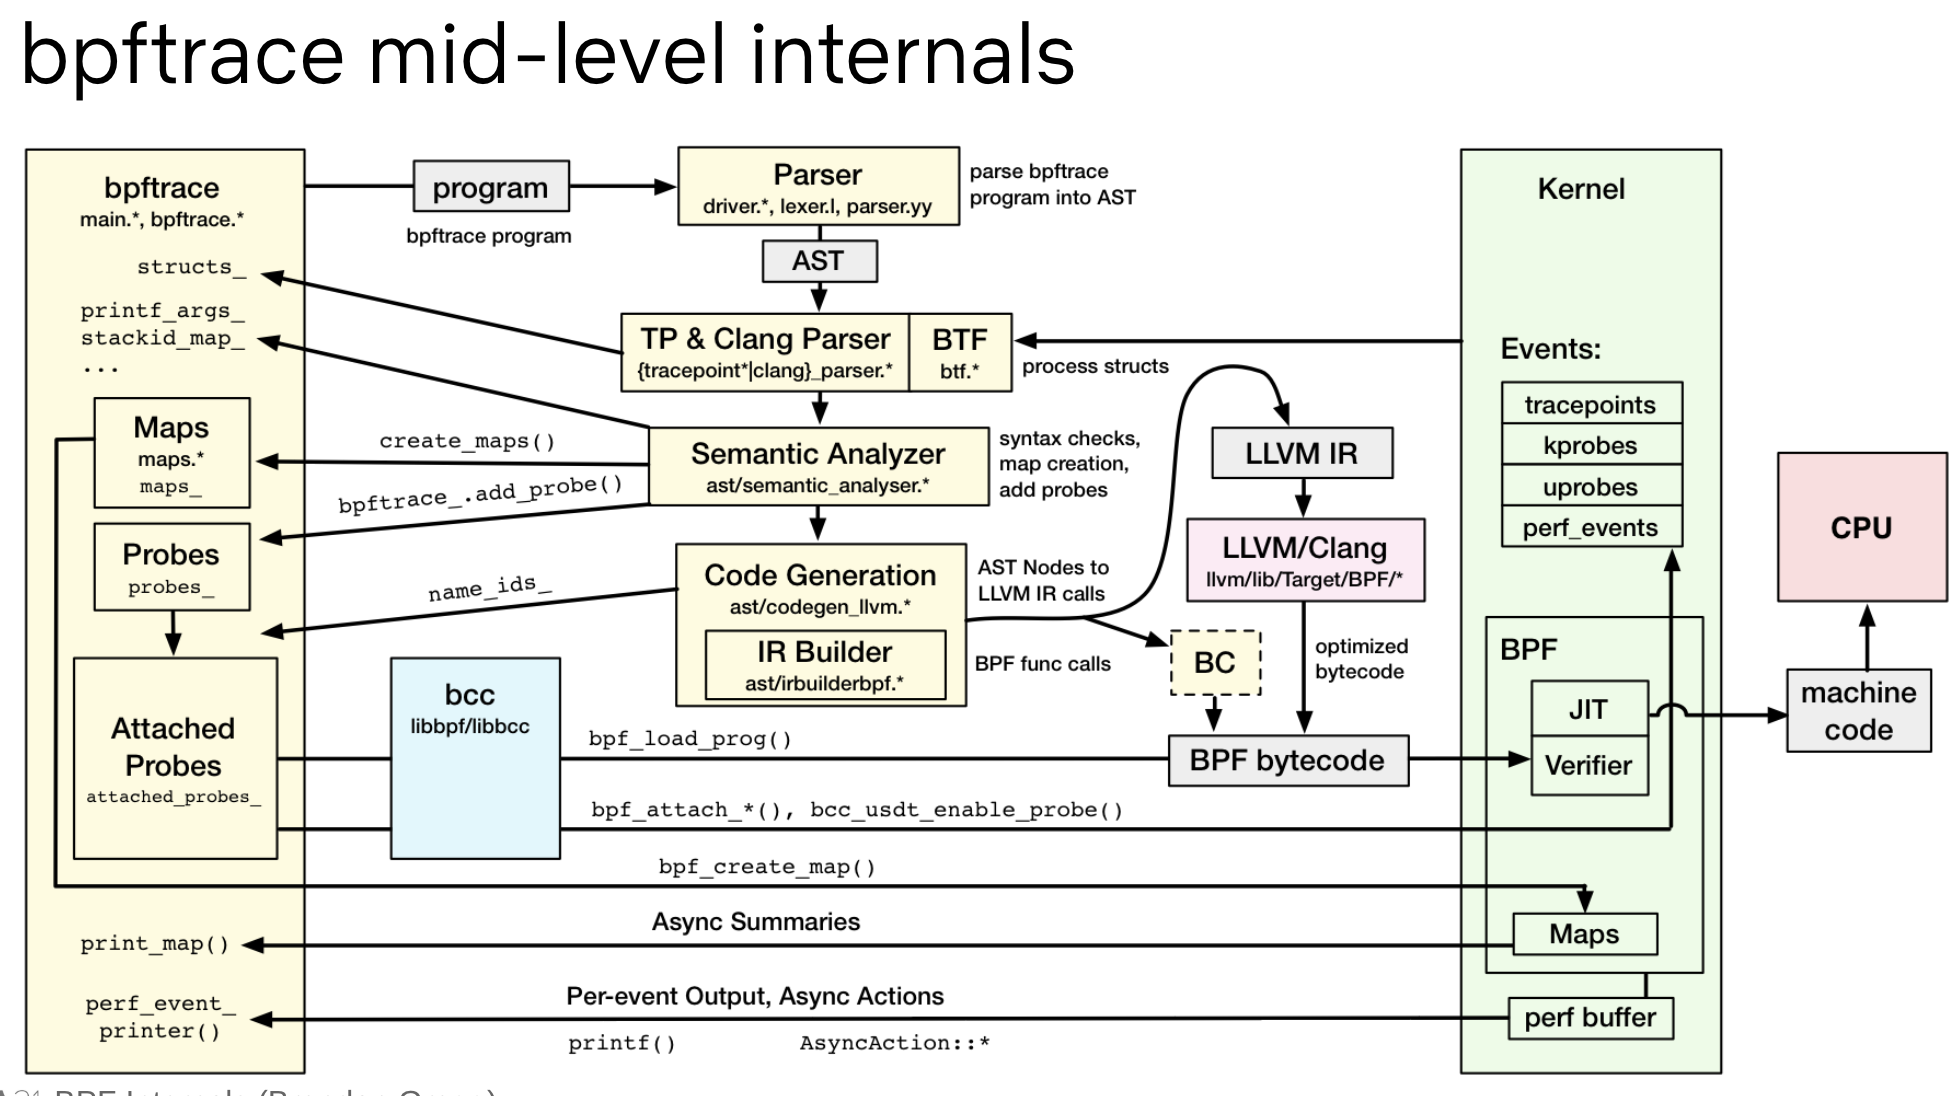 bpftrace mid-level internals
bpftrace
main.*, bpftrace.*
structs_
printf_args_
stackid_map_
...
Maps
maps.*
maps_
Probes
probes_
Attached
Probes
attached_probes_
print_map()
perf_event_
printer()
program
bpftrace program
Parser
driver.*, lexer.l, parser.yy
parse bpftrace
program into AST
AST
TP & Clang Parser
{tracepoint*|clang}_parser.*
BTF
btf.*
process structs
create_maps()
bpftrace_.add_probe()
Semantic Analyzer
ast/semantic_analyser.*
syntax checks,
map creation,
add probes
name_ids_
Code Generation
ast/codegen_llvm.*
IR Builder
ast/irbuilderbpf.*
AST Nodes to
LLVM IR calls
BPF func calls
LLVM IR
LLVM/Clang
llvm/lib/Target/BPF/*
optimized
bytecode
BC
BPF bytecode
bcc
libbpf/libbcc
bpf_load_prog()
bpf_attach_*(), bcc_usdt_enable_probe()
bpf_create_map()
Async Summaries
Per-event Output, Async Actions
printf() AsyncAction::*
Kernel
Events:
tracepoints
kprobes
uprobes
perf_events
BPF
JIT
Verifier
Maps
perf buffer
CPU
machine
code